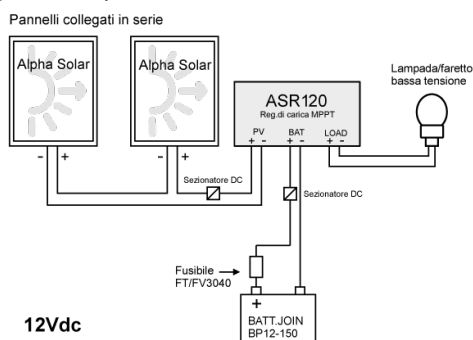 Pannelli collegati in serie
Alpha Solar
Alpha Solar
Lampada/faretto
bassa tensione
ASR120
Reg.di carica MPPT
PV BAT LOAD
+ - + - + -
- + - +
Sezionatore DC
Sezionatore DC
Fusibile
FT/FV3040
+
BATT.JOIN
BP12-150
12Vdc